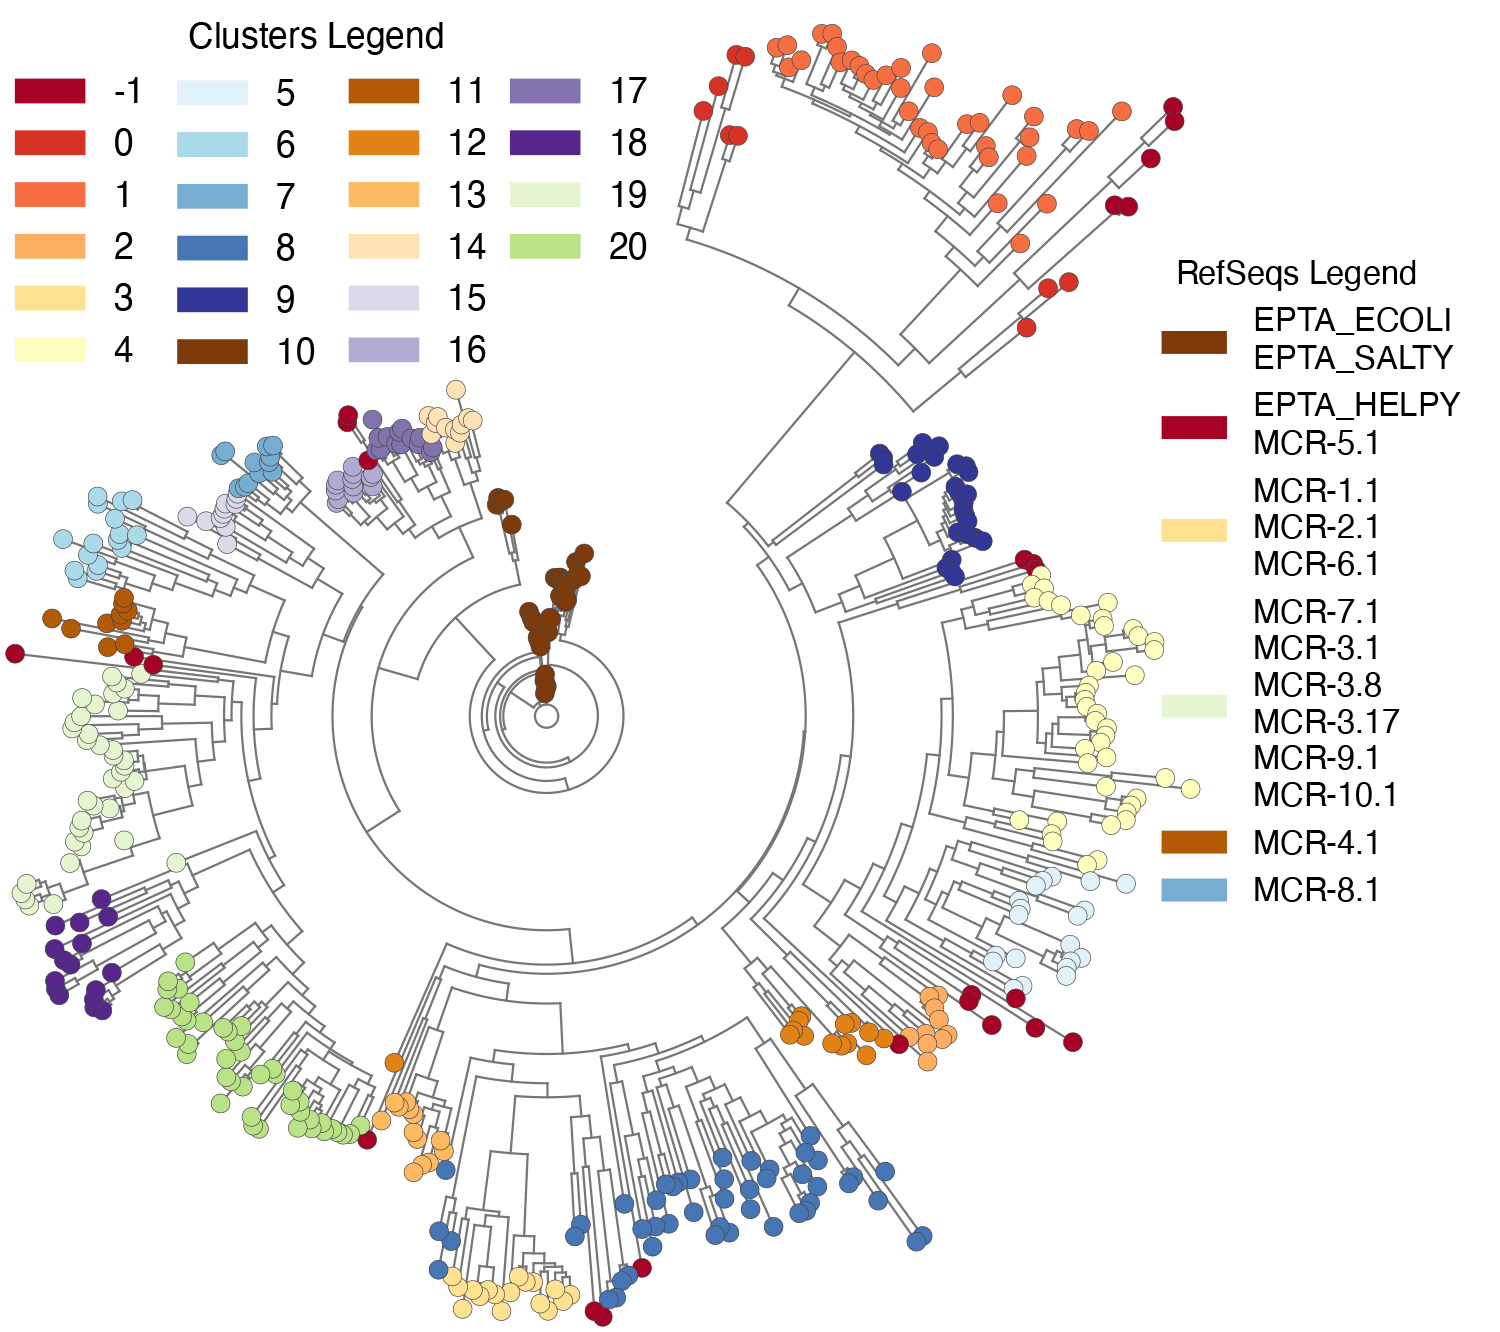 Clusters Legend
-1 5 11 17
0 6 12 18
1 7 13 19
2 8 14 20
3 9 15
4 10 16
RefSeqs Legend
EPTA_ECOLI
EPTA_SALTY
EPTA_HELPY
MCR-5.1
MCR-1.1
MCR-2.1
MCR-6.1
MCR-7.1
MCR-3.1
MCR-3.8
MCR-3.17
MCR-9.1
MCR-10.1
MCR-4.1
MCR-8.1